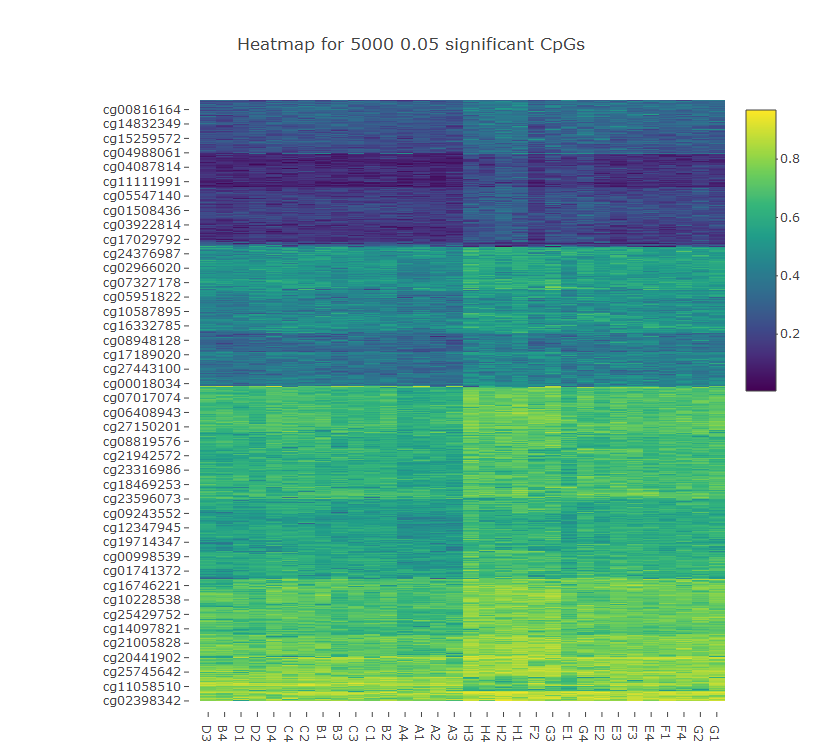 Heatmap for 5000 0.05 significant CpGs
cg00816164
cg14832349
cg15259572
cg04988061
cg04087814
cg11111991
cg05547140
cg01508436
cg03922814
cg17029792
cg24376987
cg02966020
cg07327178
cg05951822
cg10587895
cg16332785
cg08948128
cg17189020
cg27443100
cg00018034
cg07017074
cg06408943
cg27150201
cg08819576
cg21942572
cg23316986
cg18469253
cg23596073
cg09243552
cg12347945
cg19714347
cg00998539
cg01741372
cg16746221
cg10228538
cg25429752
cg14097821
cg21005828
cg20441902
cg25745642
cg11058510
cg02398342
0.8
0.6
0.4
0.2
D3
B4
D1
D2
D4
C4
C2
B1
B3
C3
C1
B2
A4
A1
A2
A3
H3
H4
H2
H1
F2
G3
E1
G4
E2
E3
F3
E4
F1
F4
G2
G1